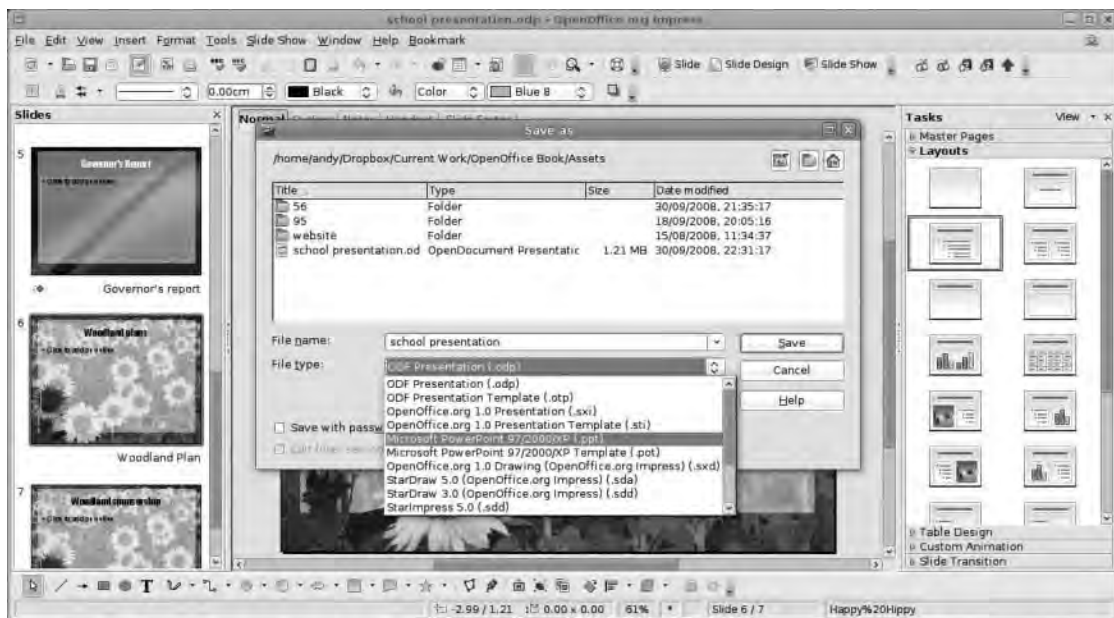 school presentation.odp - OpenOffice.org Impress
File Edit View Insert Format Tools Slide Show Window Help Bookmark
Slide Slide Design Slide Show
0.00cm Black Color Blue 8
Slides
5
Governor's Report
Governor's report
6
Woodland plans
Woodland Plan
7
Woodland sponsorship
Normal
Save as
/home/andy/Dropbox/Current Work/OpenOffice Book/Assets
Title Type Size Date modified
56 Folder 30/09/2008, 21:35:17
95 Folder 18/09/2008, 20:05:16
website Folder 15/08/2008, 11:34:37
school presentation.od OpenDocument Presentatic 1.21 MB 30/09/2008, 22:31:17
File name: school presentation Save
File type: ODF Presentation (.odp) Cancel
Help
ODF Presentation (.odp)
ODF Presentation Template (.otp)
OpenOffice.org 1.0 Presentation (.sxi)
OpenOffice.org 1.0 Presentation Template (.sti)
Microsoft PowerPoint 97/2000/XP (.ppt)
Microsoft PowerPoint 97/2000/XP Template (.pot)
OpenOffice.org 1.0 Drawing (OpenOffice.org Impress) (.sxd)
StarDraw 5.0 (OpenOffice.org Impress) (.sda)
StarDraw 3.0 (OpenOffice.org Impress) (.sdd)
StarImpress 5.0 (.sdd)
Save with passw
Tasks View
Master Pages
Layouts
Table Design
Custom Animation
Slide Transition
-2.99 / 1.21 0.00 x 0.00 61% * Slide 6 / 7 Happy%20Hippy